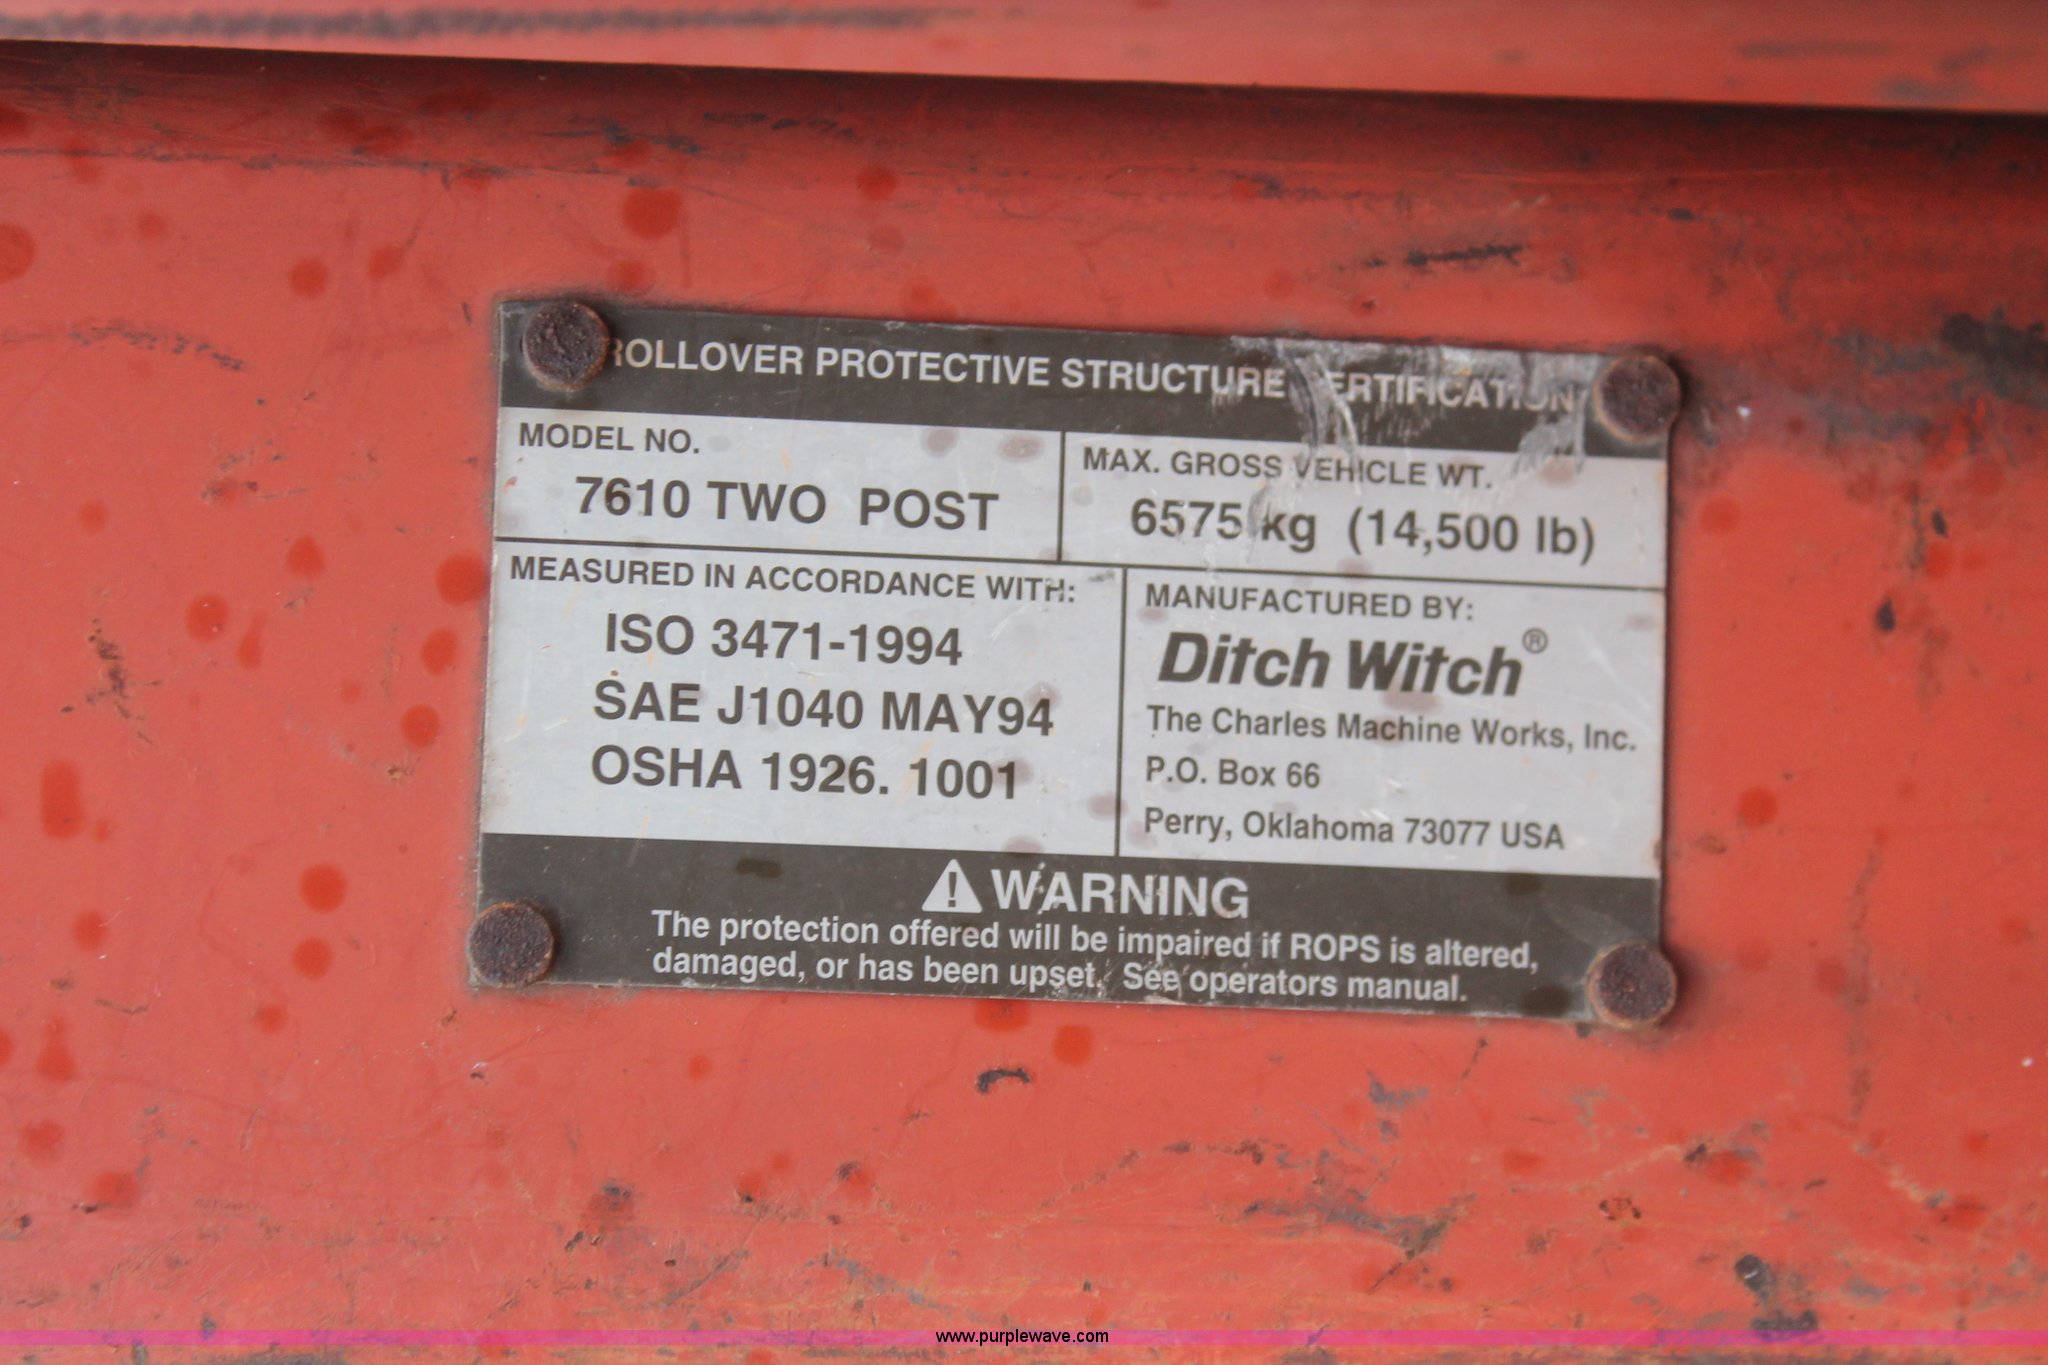 ROLLOVER PROTECTIVE STRUCTURE CERTIFICATION
MODEL NO.
7610 TWO POST
MAX. GROSS VEHICLE WT.
6575 kg (14,500 lb)
MEASURED IN ACCORDANCE WITH:
ISO 3471-1994
SAE J1040 MAY94
OSHA 1926. 1001
MANUFACTURED BY:
Ditch Witch®
The Charles Machine Works, Inc.
P.O. Box 66
Perry, Oklahoma 73077 USA
WARNING
The protection offered will be impaired if ROPS is altered,
damaged, or has been upset. See operators manual.
www.purplewave.com